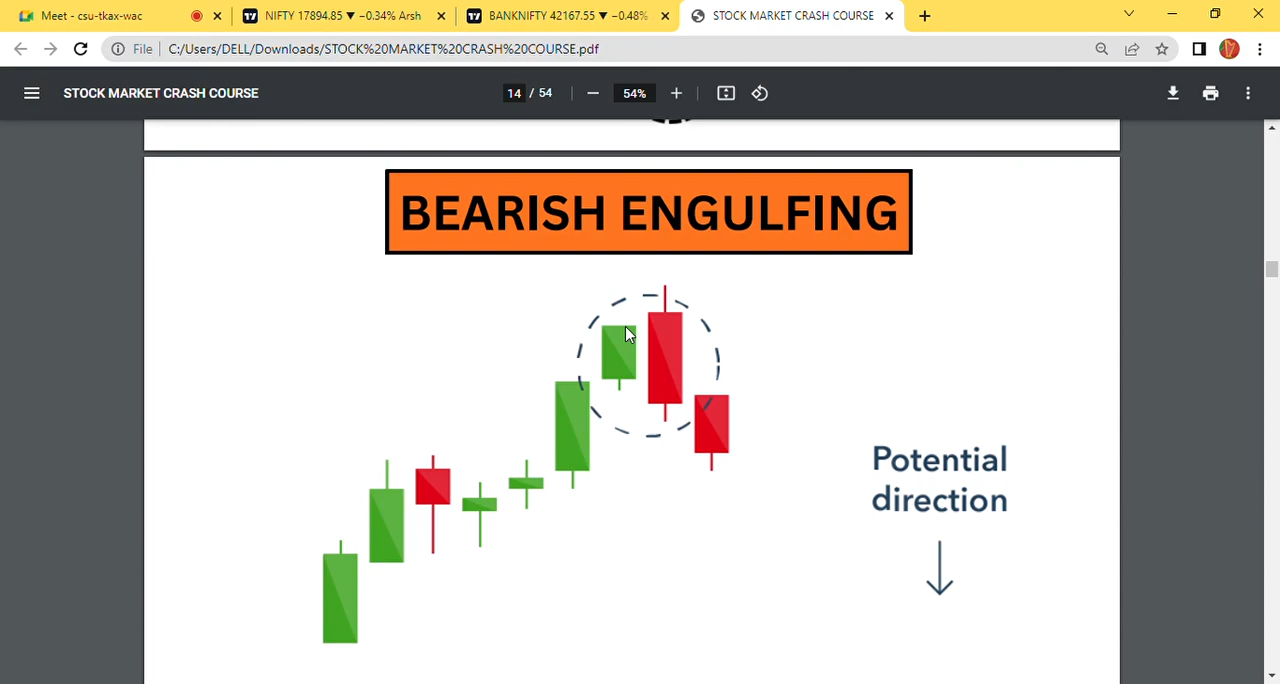 Meet - csu-tkax-wac
NIFTY 17894.85 ▼ −0.34% Arsh
BANKNIFTY 42167.55 ▼ −0.48%
STOCK MARKET CRASH COURSE
File
C:/Users/DELL/Downloads/STOCK%20MARKET%20CRASH%20COURSE.pdf
STOCK MARKET CRASH COURSE
14 / 54
54%
BEARISH ENGULFING
Potential
direction